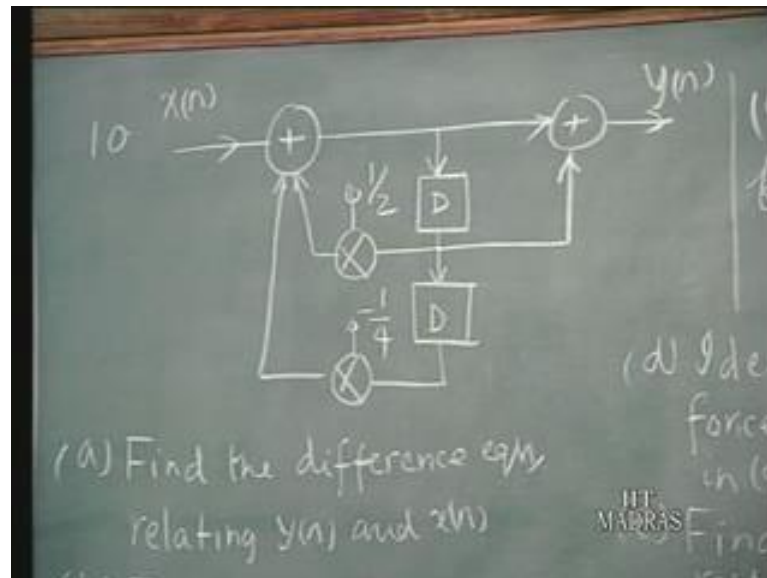 10 x(n) + + y(n)
1/2 D
X
-1/4 D
X
(a) Find the difference eqn,
relating y(n) and x(n)
(d) Ide
force
in (
Find
IIT
MADRAS